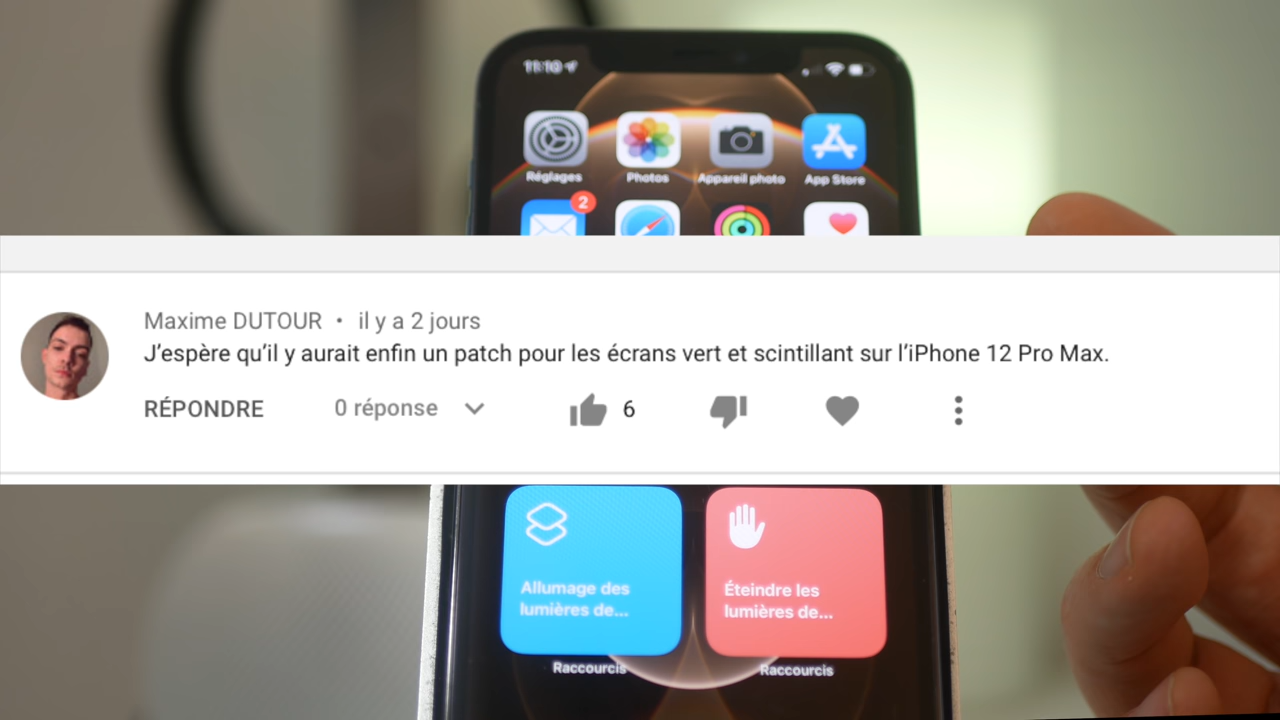 11:10
Réglages Photos Appareil photo App Store
2
Maxime DUTOUR • il y a 2 jours
J’espère qu’il y aurait enfin un patch pour les écrans vert et scintillant sur l’iPhone 12 Pro Max.
RÉPONDRE 0 réponse 6
Allumage des
lumières de...
Éteindre les
lumières de...
Raccourcis Raccourcis